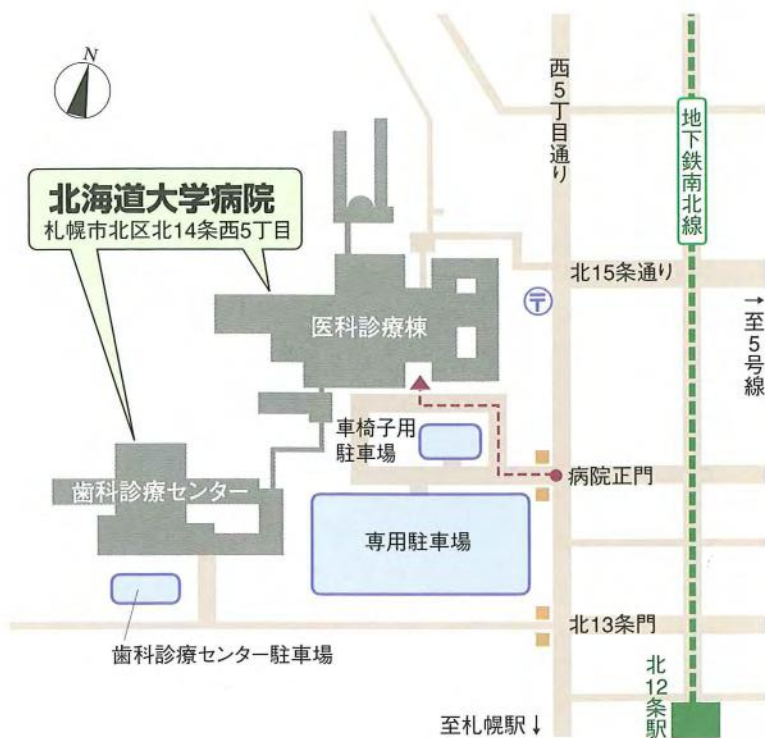 N
西5丁目通り
地下鉄南北線
北海道大学病院
札幌市北区北14条西5丁目
北15条通り
〒
医科診療棟
→至5号線
車椅子用
駐車場
病院正門
歯科診療センター
専用駐車場
北13条門
歯科診療センター駐車場
北12条駅
至札幌駅↓